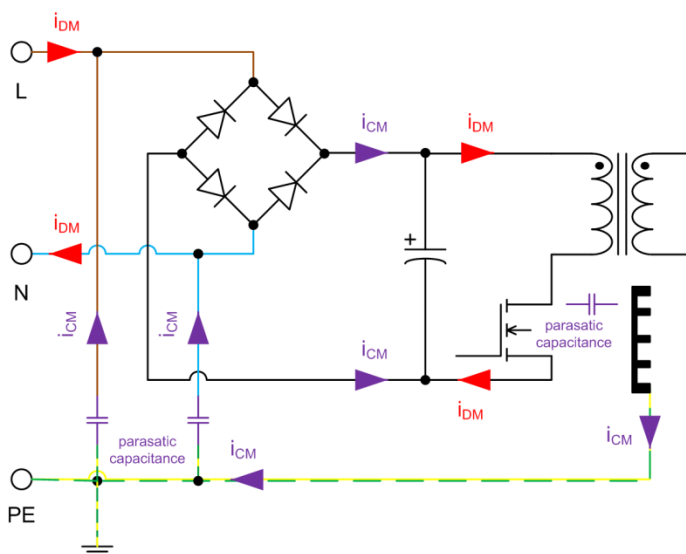 iDM
L
iCM
iDM
iDM
N
+
iCM
iCM
parasatic
capacitance
iCM
iDM
parasatic
capacitance
iCM
iCM
PE